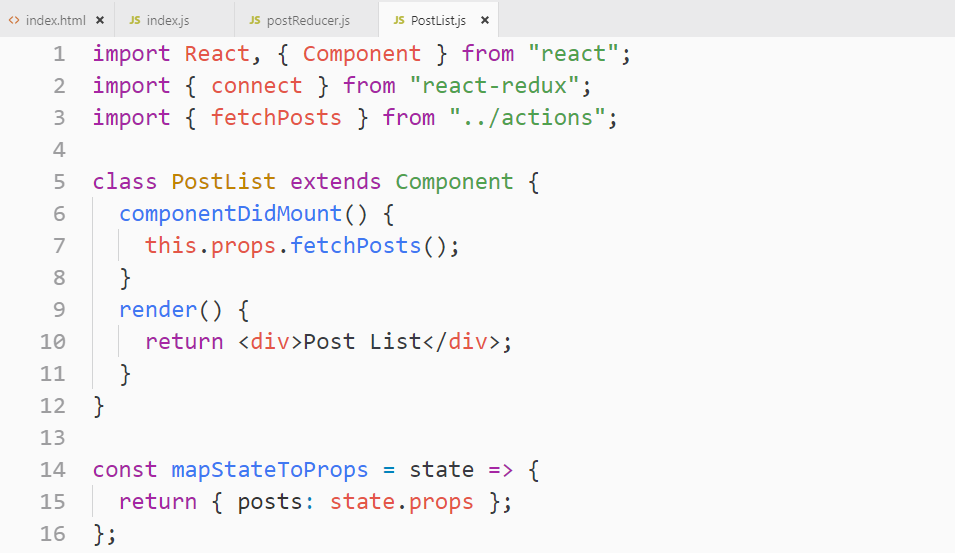 <> index.html ×  JS index.js  JS postReducer.js  JS PostList.js ×
1 import React, { Component } from "react";
2 import { connect } from "react-redux";
3 import { fetchPosts } from "../actions";
4
5 class PostList extends Component {
6   componentDidMount() {
7     this.props.fetchPosts();
8   }
9   render() {
10     return <div>Post List</div>;
11   }
12 }
13
14 const mapStateToProps = state => {
15   return { posts: state.props };
16 };